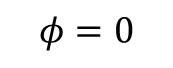 ϕ = 0